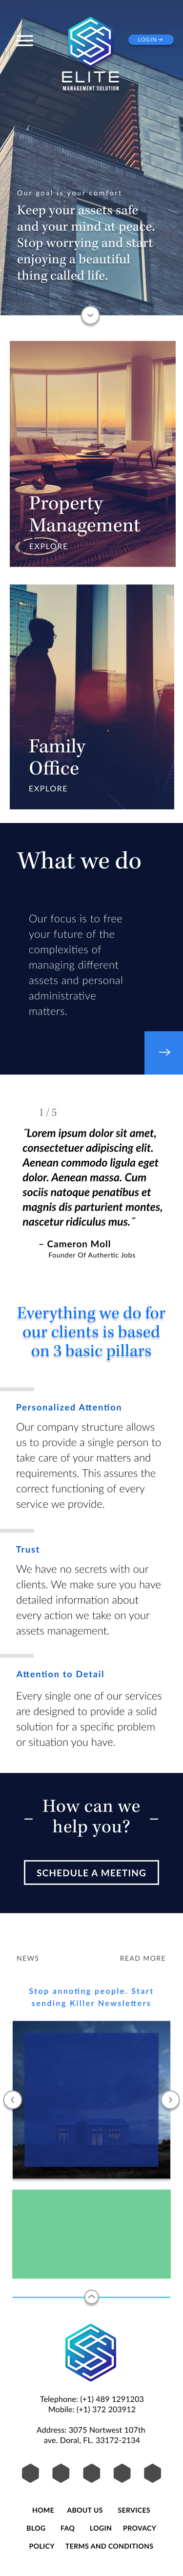 LOGIN→
ELITE
MANAGEMENT SOLUTION
Our goal is your comfort
Keep your assets safe
and your mind at peace.
Stop worrying and start
enjoying a beautiful
thing called life.
Property
Management
EXPLORE
Family
Office
EXPLORE
What we do
Our focus is to free
your future of the
complexities of
managing different
assets and personal
administrative
matters.
1/5
"Lorem ipsum dolor sit amet,
consectetuer adipiscing elit.
Aenean commodo ligula eget
dolor. Aenean massa. Cum
sociis natoque penatibus et
magnis dis parturient montes,
nascetur ridiculus mus."
– Cameron Moll
Founder Of Authertic Jobs
Everything we do for
our clients is based
on 3 basic pillars
Personalized Attention
Our company structure allows
us to provide a single person to
take care of your matters and
requirements. This assures the
correct functioning of every
service we provide.
Trust
We have no secrets with our
clients. We make sure you have
detailed information about
every action we take on your
assets management.
Attention to Detail
Every single one of our services
are designed to provide a solid
solution for a specific problem
or situation you have.
How can we
help you?
SCHEDULE A MEETING
NEWS READ MORE
Stop annoting people. Start
sending Killer Newsletters
Telephone: (+1) 489 1291203
Mobile: (+1) 372 203912
Address: 3075 Nortwest 107th
ave. Doral, FL. 33172-2134
HOME ABOUT US SERVICES
BLOG FAQ LOGIN PRIVACY
POLICY TERMS AND CONDITIONS